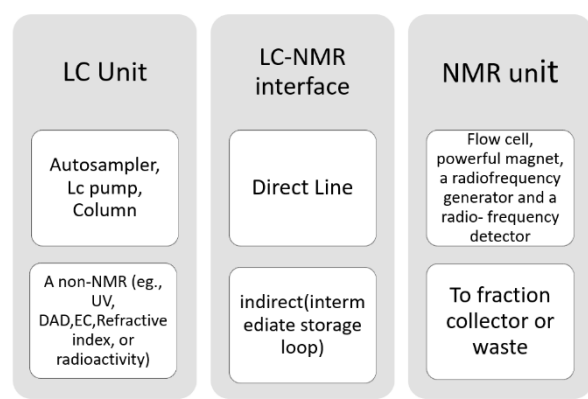 LC Unit
Autosampler,
Lc pump,
Column
A non-NMR (eg.,
UV,
DAD,EC,Refractive
index, or
radioactivity)
LC-NMR
interface
Direct Line
indirect(interm
ediate storage
loop)
NMR unit
Flow cell,
powerful magnet,
a radiofrequency
generator and a
radio- frequency
detector
To fraction
collector or
waste